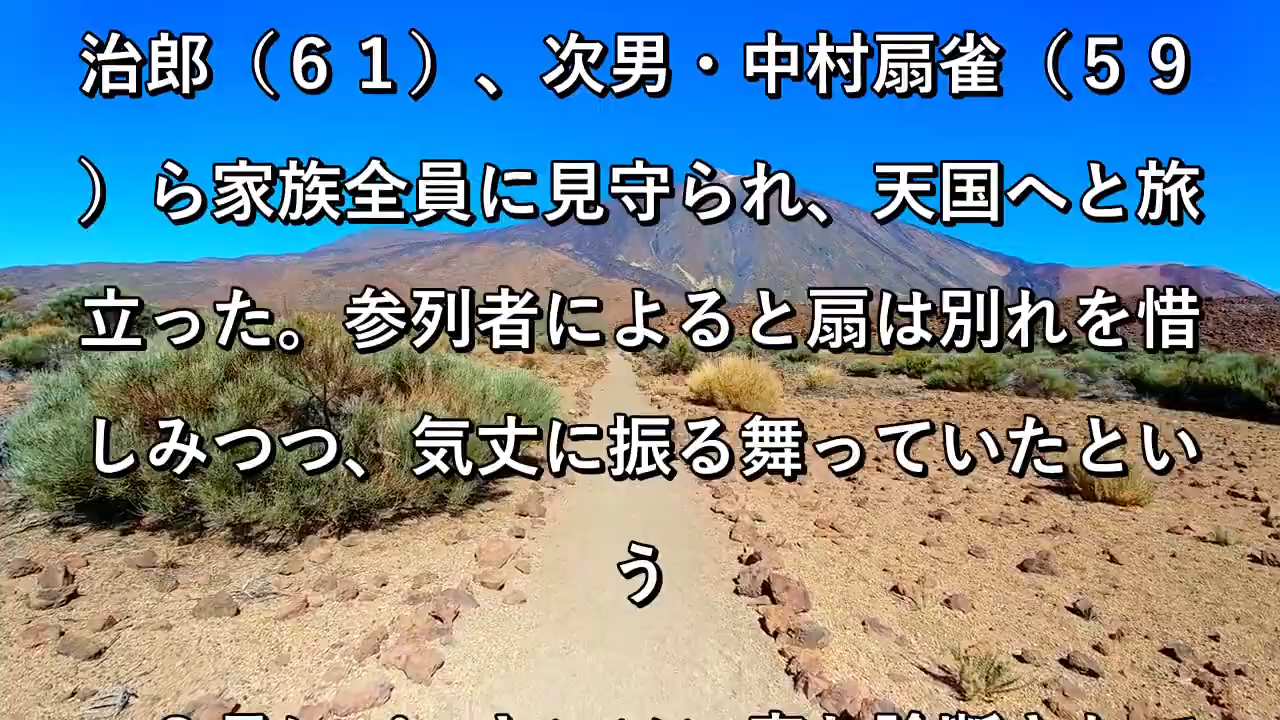 治郎（６１）、次男・中村扇雀（５９
）ら家族全員に見守られ、天国へと旅
立った。参列者によると扇は別れを惜
しみつつ、気丈に振る舞っていたとい
う